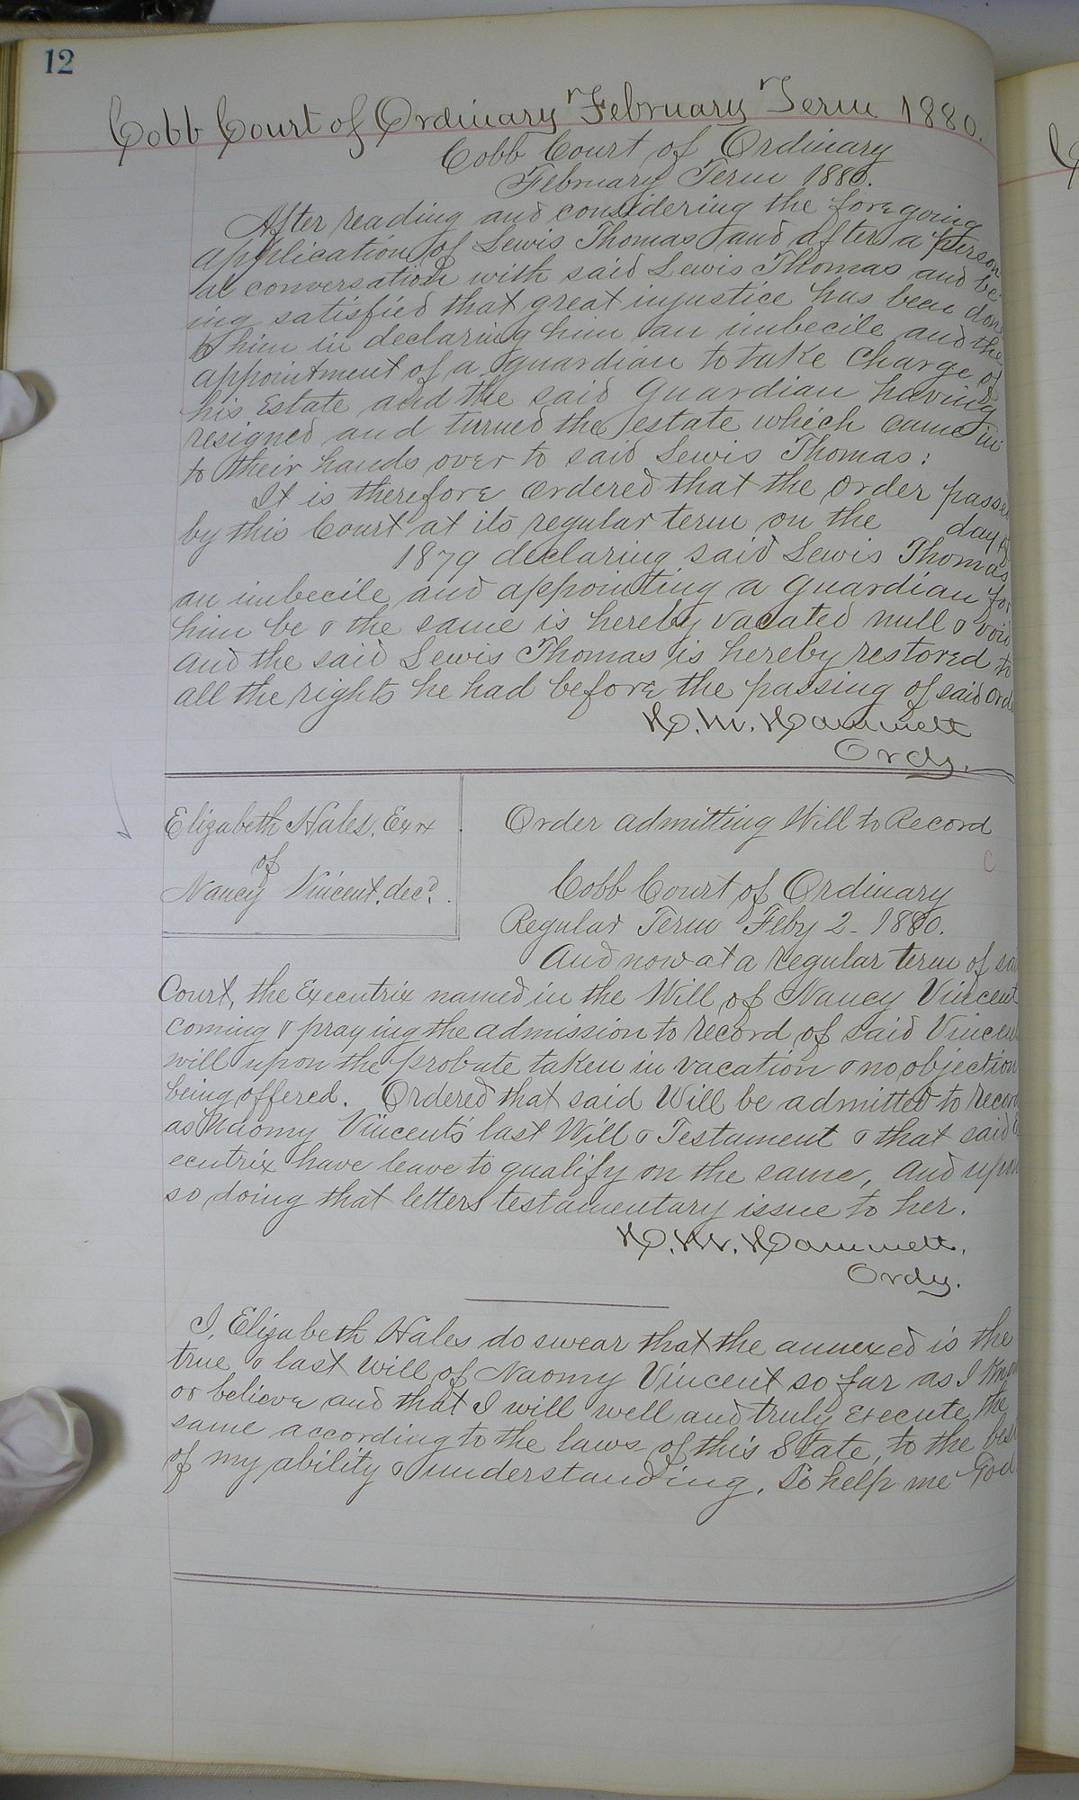 12
Cobb Court of Ordinary February Term 1880.
Cobb Court of Ordinary
February Term 1880.
After reading and considering the foregoing
application of Lewis Thomas and after a person
al conversation with said Lewis Thomas and be
ing satisfied that great injustice has been don
to him in declaring him an imbecile and the
appointment of a guardian to take charge of
his Estate and the said Guardian having
resigned and turned the estate which came in
to their hands over to said Lewis Thomas:
It is therefore ordered that the order passe
by this Court at its regular term on the day of
1879 declaring said Lewis Thomas
an imbecile and appointing a guardian for
him be & the same is hereby vacated null & void
and the said Lewis Thomas is hereby restored to
all the rights he had before the passing of said ord
H. M. Hammett
Ordy.
Elizabeth Hales, Exrx
of
Nancy Vincent, decd.
Order admitting Will to Record
Cobb Court of Ordinary
Regular Term Feby 2 - 1880.
And now at a regular term of sai
Court, the Executrix named in the Will of Nancy Vincent
coming & praying the admission to record of said Vincen
will upon the probate taken in vacation & no objection
being offered. Ordered that said Will be admitted to record
as Naomy Vincent's last Will & Testament & that said E
ecutrix have leave to qualify on the same, and upon
so doing that letters testamentary issue to her.
H. M. Hammett,
Ordy.
I, Elizabeth Hales do swear that the annexed is the
true & last will of Naomy Vincent so far as I know
or believe and that I will well and truly execute the
same according to the laws of this State, to the best
of my ability & understanding. So help me God